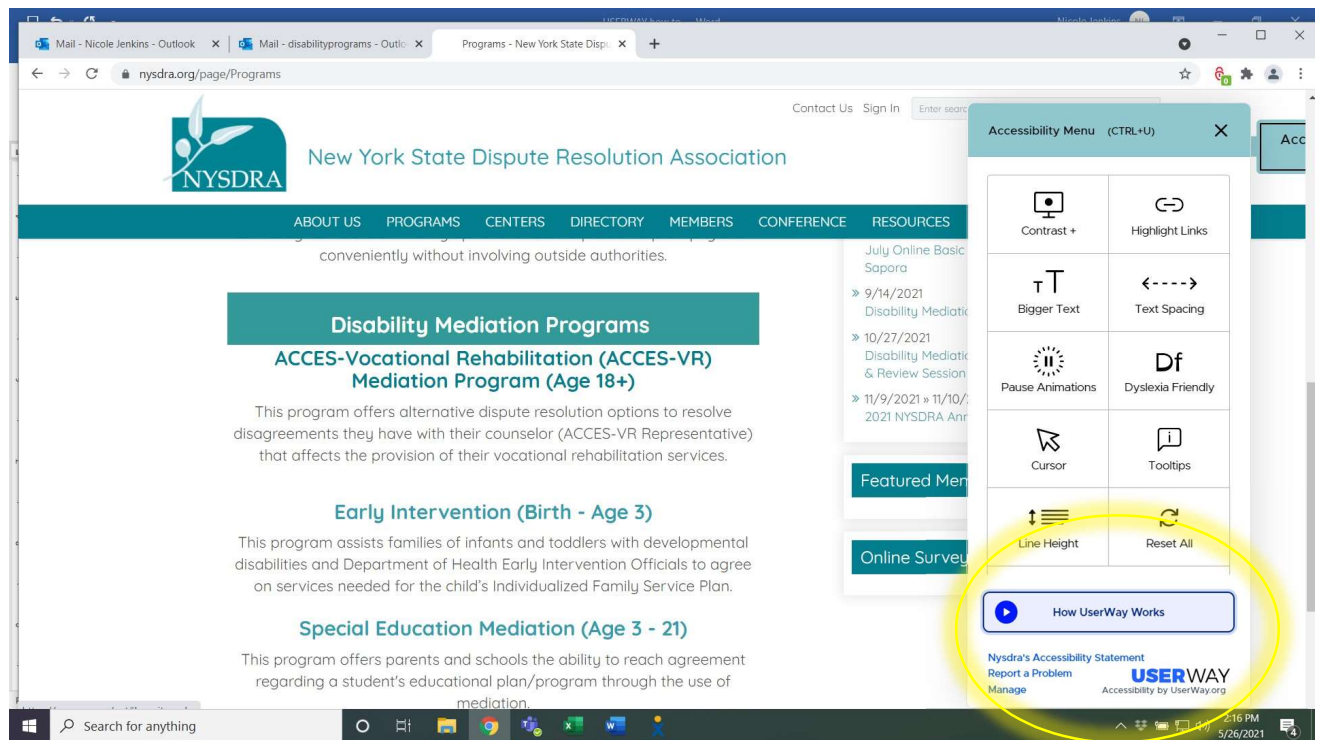 USERWAY how to - Word
Nicole Jenkins
NJ
Mail - Nicole Jenkins - Outlook
Mail - disabilityprograms - Outlo
Programs - New York State Dispu
nysdra.org/page/Programs
Contact Us Sign In Enter searc
NYSDRA
New York State Dispute Resolution Association
ABOUT US PROGRAMS CENTERS DIRECTORY MEMBERS CONFERENCE RESOURCES
conveniently without involving outside authorities.
Disability Mediation Programs
ACCES-Vocational Rehabilitation (ACCES-VR)
Mediation Program (Age 18+)
This program offers alternative dispute resolution options to resolve
disagreements they have with their counselor (ACCES-VR Representative)
that affects the provision of their vocational rehabilitation services.
Early Intervention (Birth - Age 3)
This program assists families of infants and toddlers with developmental
disabilities and Department of Health Early Intervention Officials to agree
on services needed for the child's Individualized Family Service Plan.
Special Education Mediation (Age 3 - 21)
This program offers parents and schools the ability to reach agreement
regarding a student's educational plan/program through the use of
mediation.
July Online Basic
Sapora
» 9/14/2021
Disability Mediatio
» 10/27/2021
Disability Mediatio
& Review Session
» 11/9/2021 » 11/10/
2021 NYSDRA Ann
Featured Mem
Online Survey
Accessibility Menu (CTRL+U)
Acc
Contrast +
Highlight Links
Bigger Text
Text Spacing
Pause Animations
Df
Dyslexia Friendly
Cursor
Tooltips
Line Height
Reset All
How UserWay Works
Nysdra's Accessibility Statement
Report a Problem
Manage
USERWAY
Accessibility by UserWay.org
Search for anything
2:16 PM
5/26/2021
4